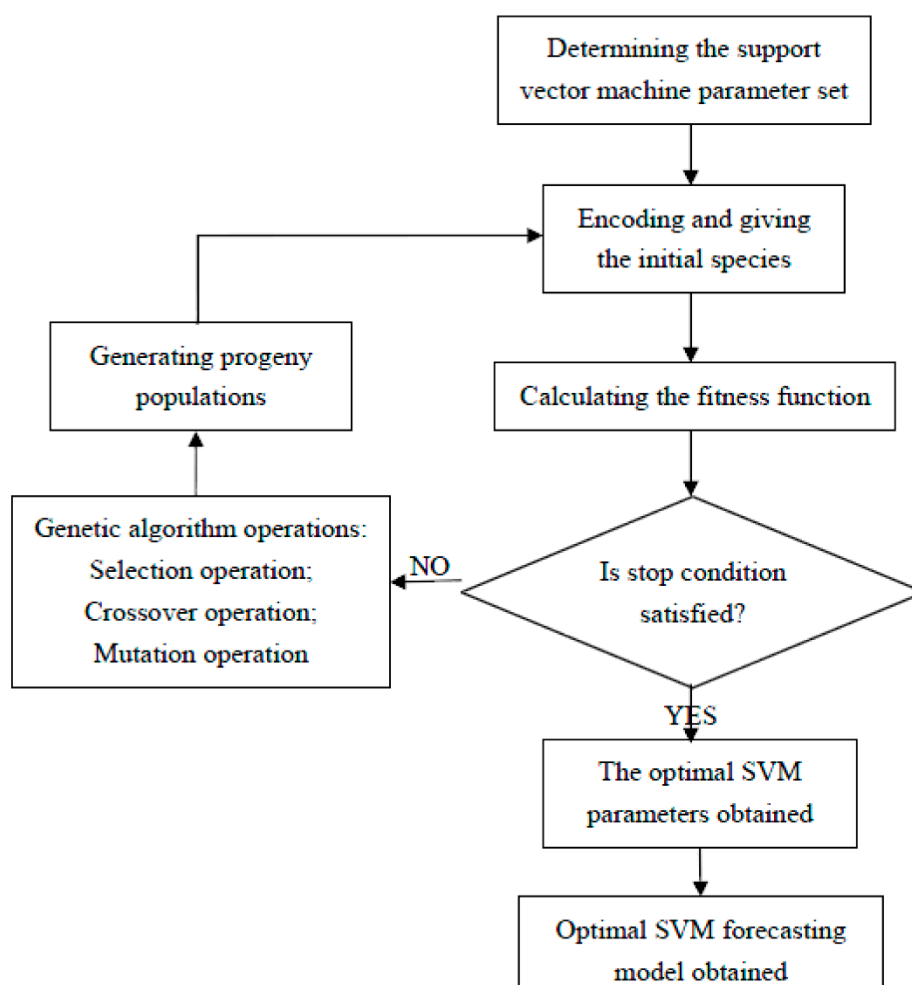 Determining the support
vector machine parameter set
Encoding and giving
the initial species
Generating progeny
populations
Calculating the fitness function
Genetic algorithm operations:
Selection operation;
Crossover operation;
Mutation operation
NO
Is stop condition
satisfied?
YES
The optimal SVM
parameters obtained
Optimal SVM forecasting
model obtained